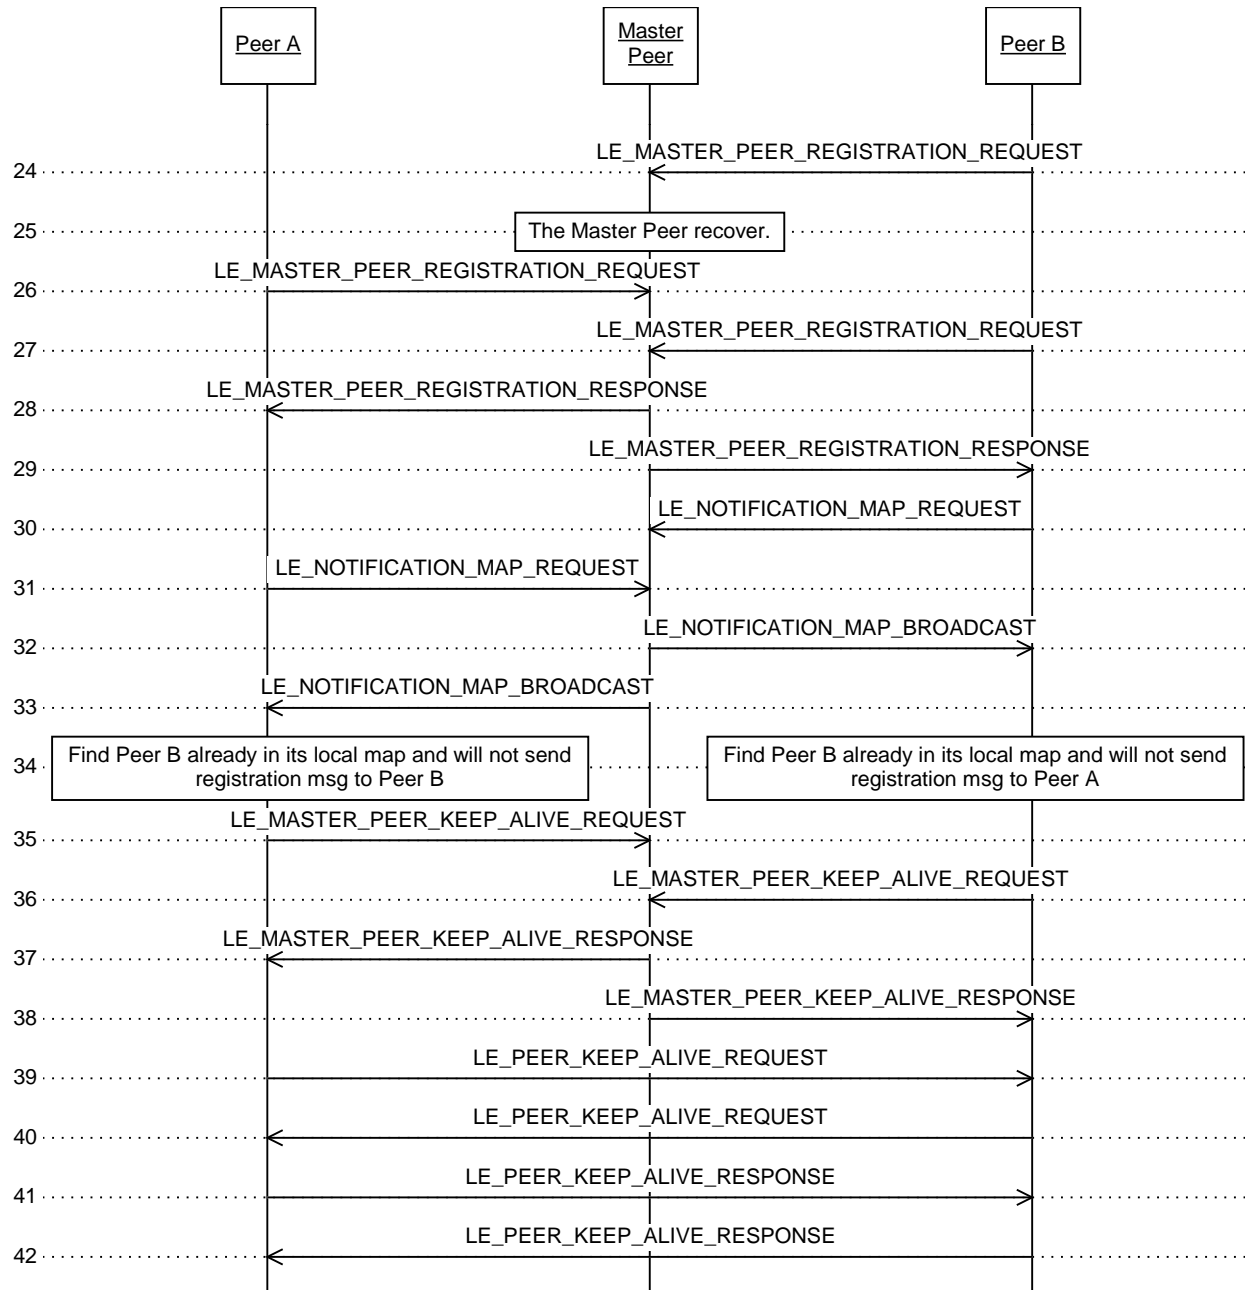 Peer A
Master
Peer
Peer B
LE_MASTER_PEER_REGISTRATION_REQUEST
24
25
The Master Peer recover.
LE_MASTER_PEER_REGISTRATION_REQUEST
26
LE_MASTER_PEER_REGISTRATION_REQUEST
27
LE_MASTER_PEER_REGISTRATION_RESPONSE
28
LE_MASTER_PEER_REGISTRATION_RESPONSE
29
LE_NOTIFICATION_MAP_REQUEST
30
LE_NOTIFICATION_MAP_REQUEST
31
LE_NOTIFICATION_MAP_BROADCAST
32
LE_NOTIFICATION_MAP_BROADCAST
33
34
Find Peer B already in its local map and will not send
registration msg to Peer B
Find Peer B already in its local map and will not send
registration msg to Peer A
LE_MASTER_PEER_KEEP_ALIVE_REQUEST
35
LE_MASTER_PEER_KEEP_ALIVE_REQUEST
36
LE_MASTER_PEER_KEEP_ALIVE_RESPONSE
37
LE_MASTER_PEER_KEEP_ALIVE_RESPONSE
38
LE_PEER_KEEP_ALIVE_REQUEST
39
LE_PEER_KEEP_ALIVE_REQUEST
40
LE_PEER_KEEP_ALIVE_RESPONSE
41
LE_PEER_KEEP_ALIVE_RESPONSE
42